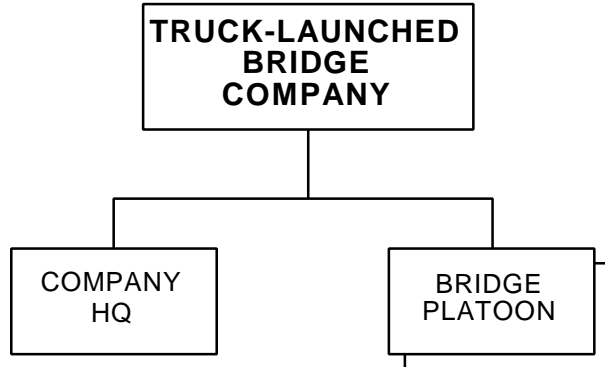 TRUCK-LAUNCHED
BRIDGE
COMPANY
COMPANY
HQ
BRIDGE
PLATOON